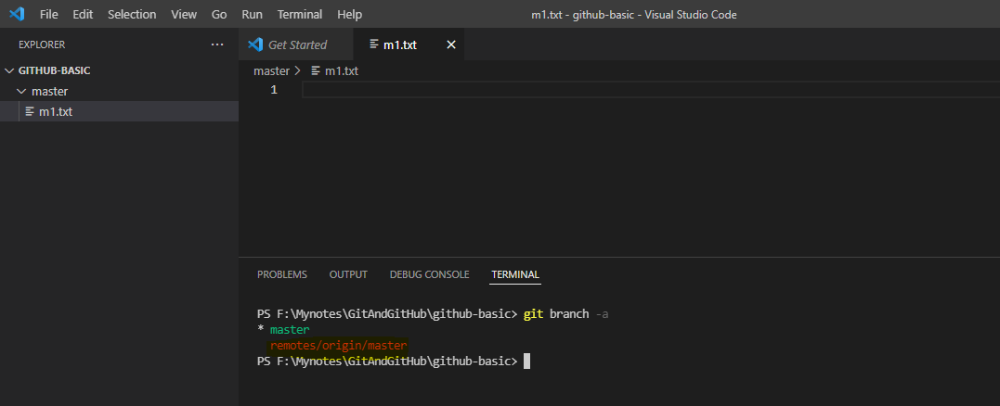 File Edit Selection View Go Run Terminal Help
m1.txt - github-basic - Visual Studio Code
EXPLORER ...
GITHUB-BASIC
master
m1.txt
Get Started
m1.txt
master > m1.txt
1
PROBLEMS OUTPUT DEBUG CONSOLE TERMINAL
PS F:\Mynotes\GitAndGitHub\github-basic> git branch -a
* master
remotes/origin/master
PS F:\Mynotes\GitAndGitHub\github-basic>